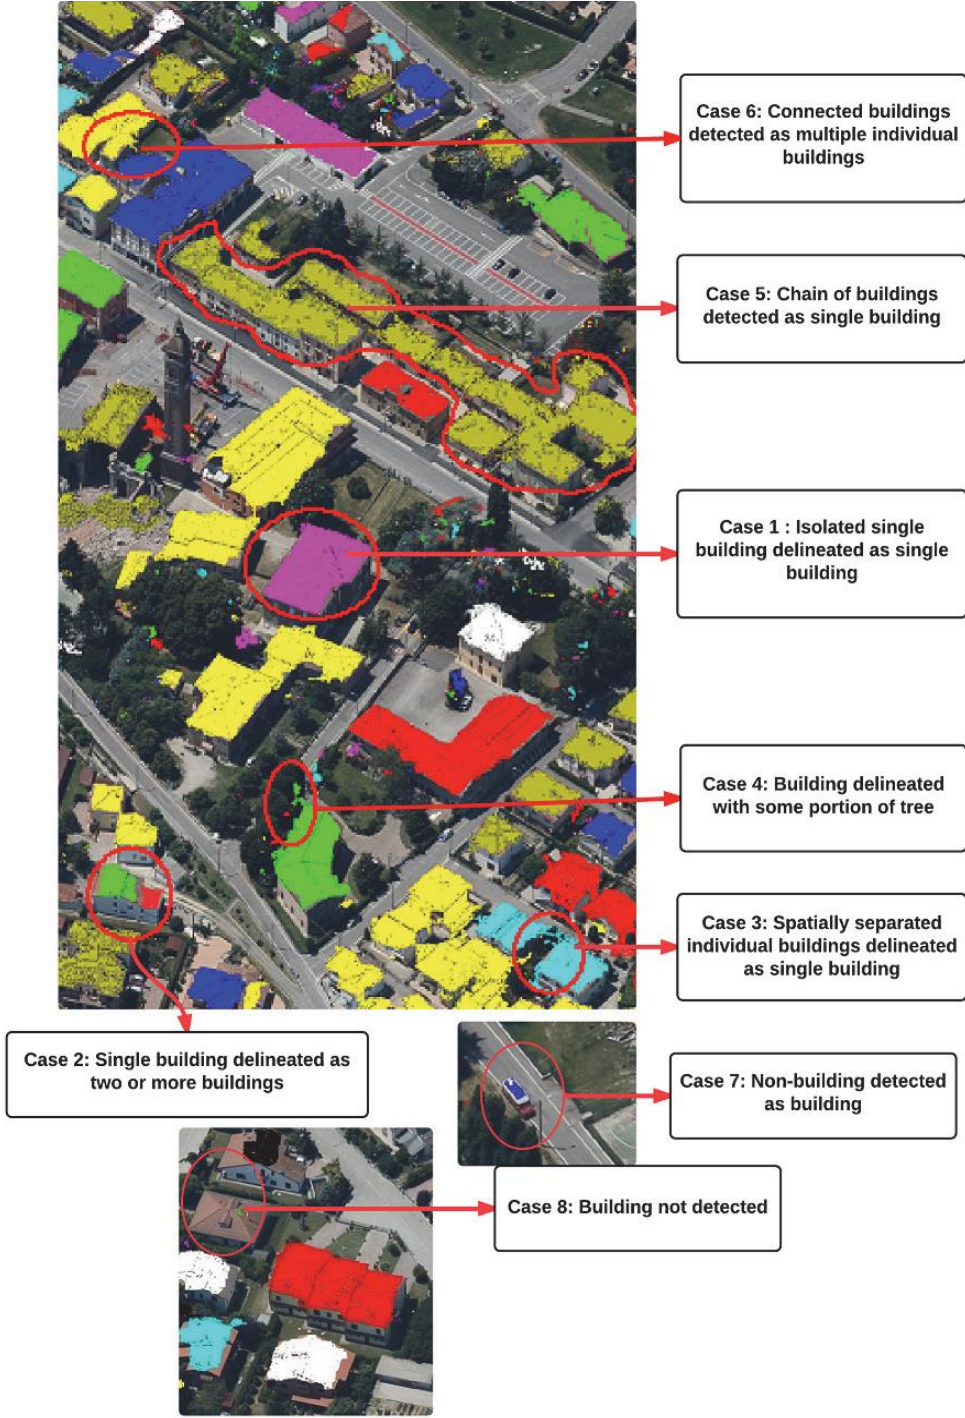 Case 6: Connected buildings
detected as multiple individual
buildings
Case 5: Chain of buildings
detected as single building
Case 1 : Isolated single
building delineated as single
building
Case 4: Building delineated
with some portion of tree
Case 3: Spatially separated
individual buildings delineated
as single building
Case 2: Single building delineated as
two or more buildings
Case 7: Non-building detected
as building
Case 8: Building not detected